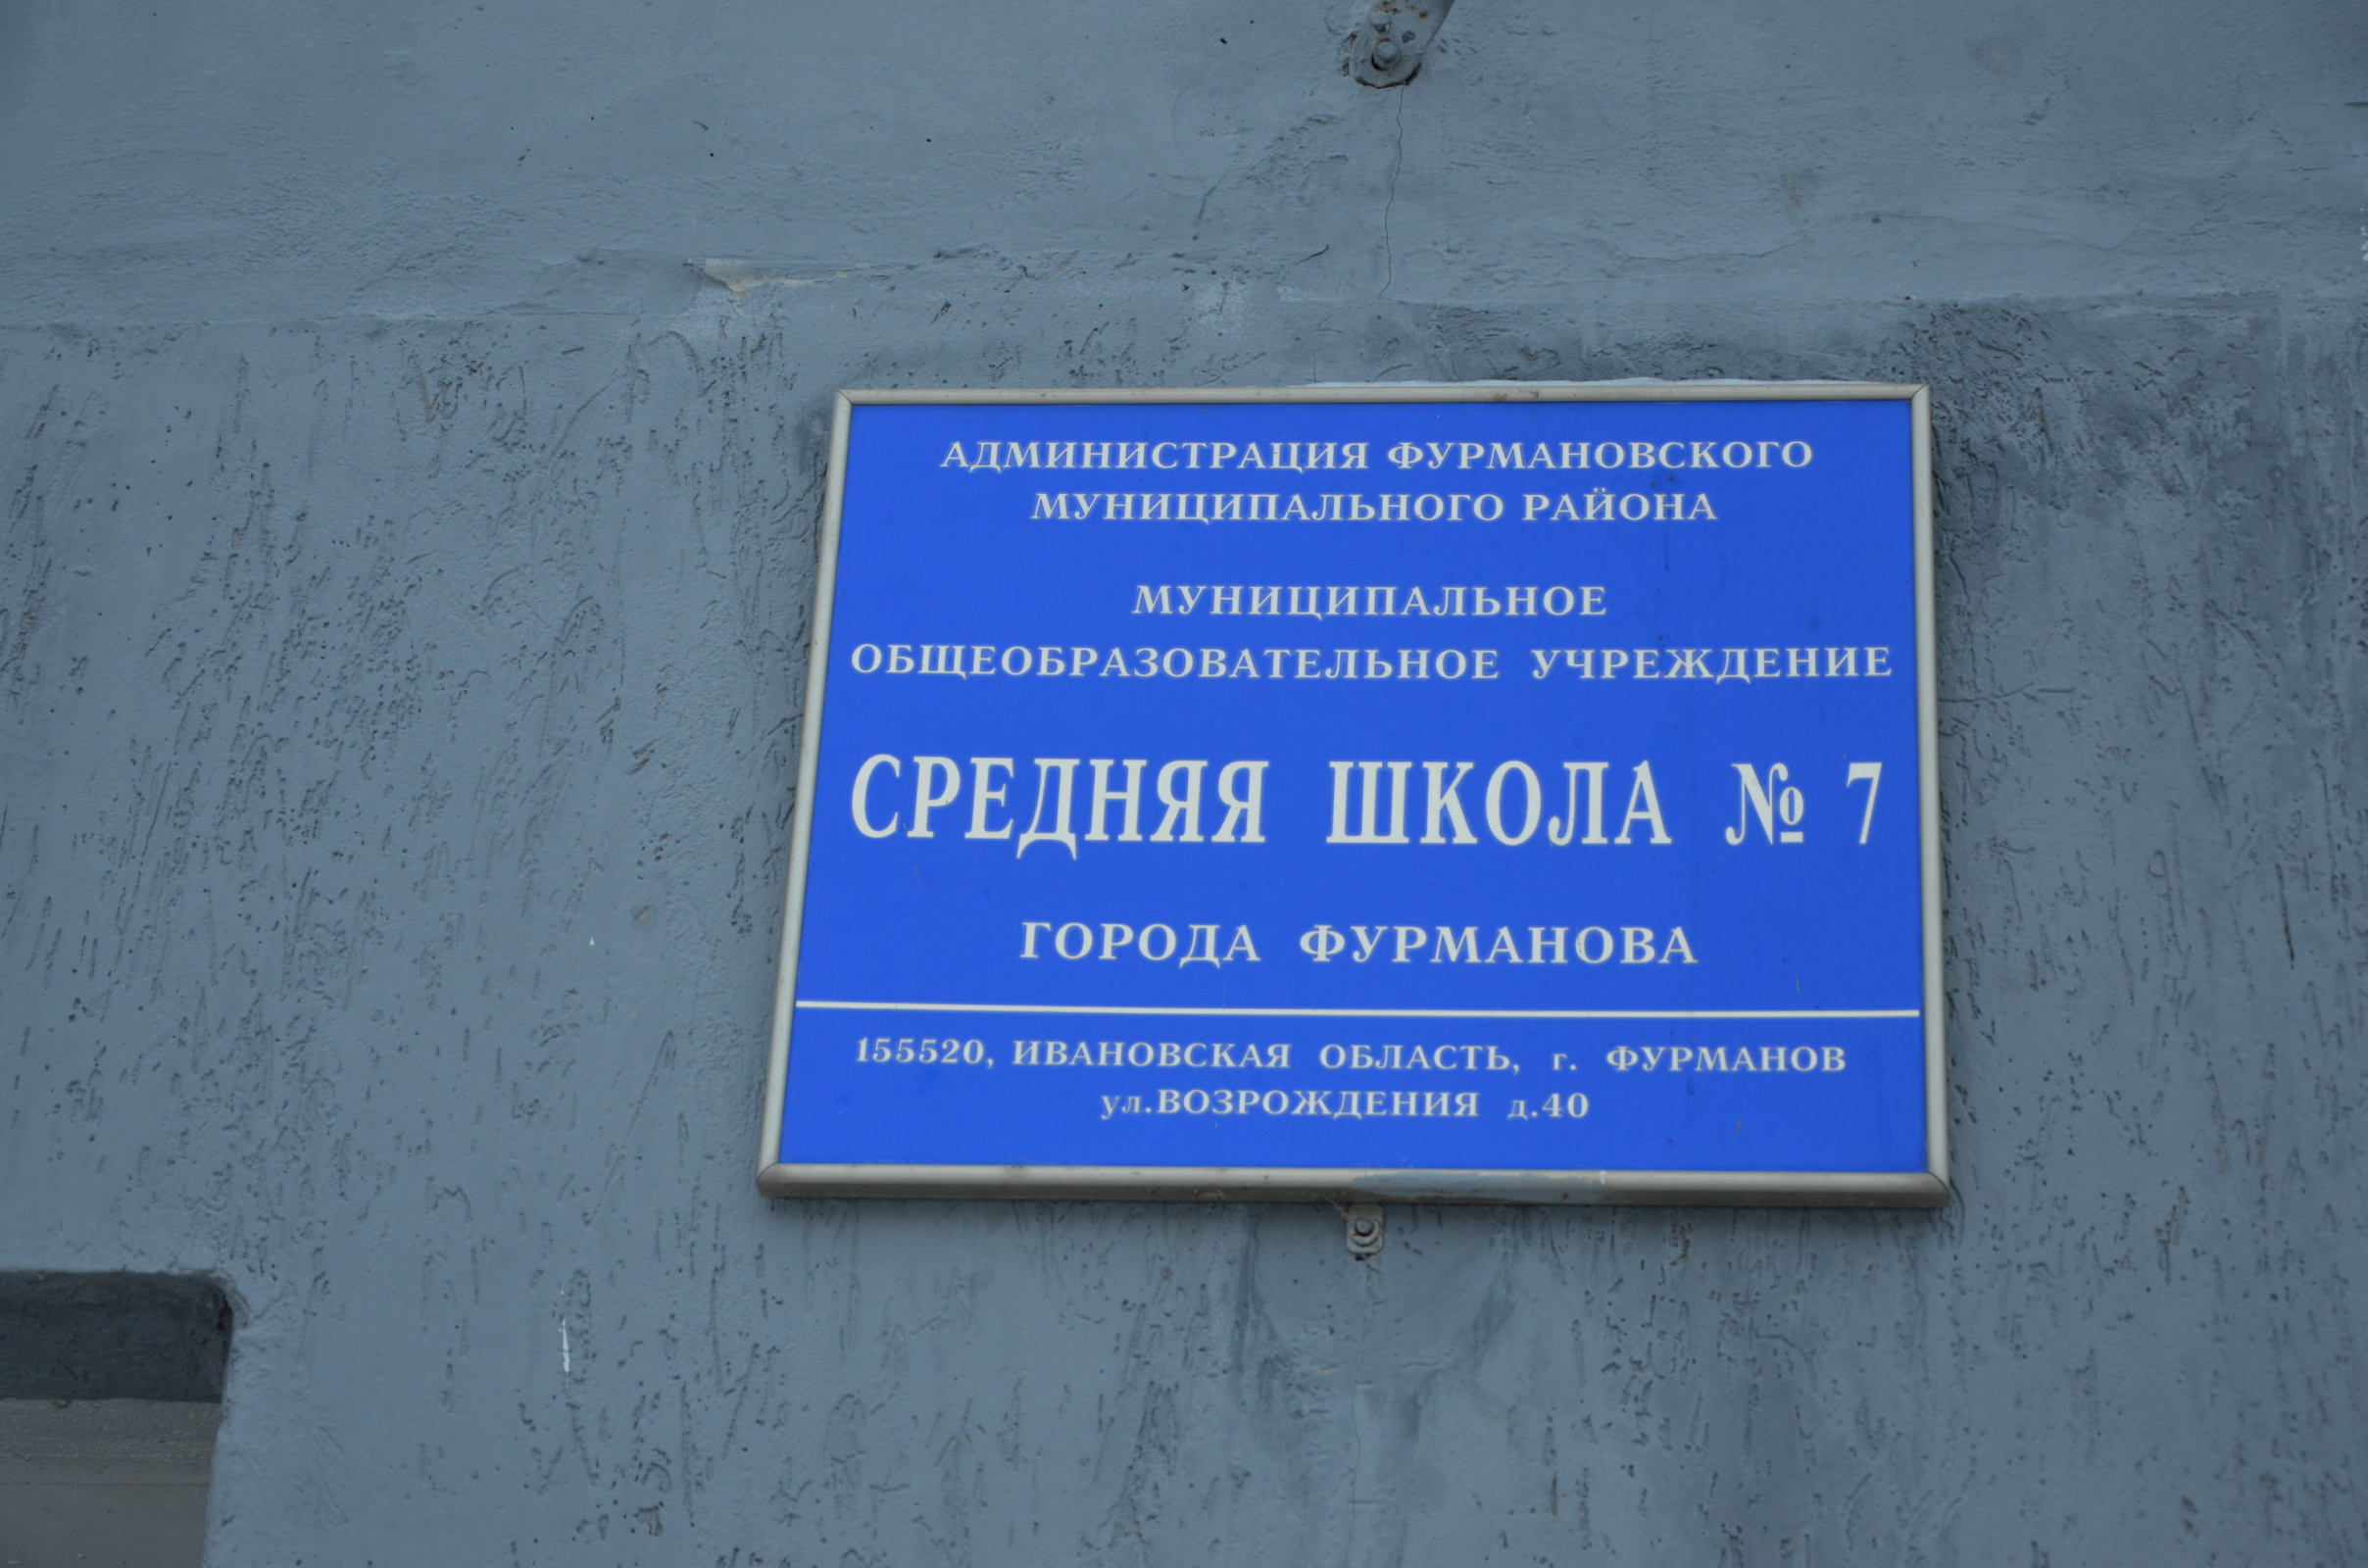 АДМИНИСТРАЦИЯ ФУРМАНОВСКОГО
МУНИЦИПАЛЬНОГО РАЙОНА
МУНИЦИПАЛЬНОЕ
ОБЩЕОБРАЗОВАТЕЛЬНОЕ УЧРЕЖДЕНИЕ
СРЕДНЯЯ ШКОЛА № 7
ГОРОДА ФУРМАНОВА
155520, ИВАНОВСКАЯ ОБЛАСТЬ, г. ФУРМАНОВ
ул.ВОЗРОЖДЕНИЯ д.40